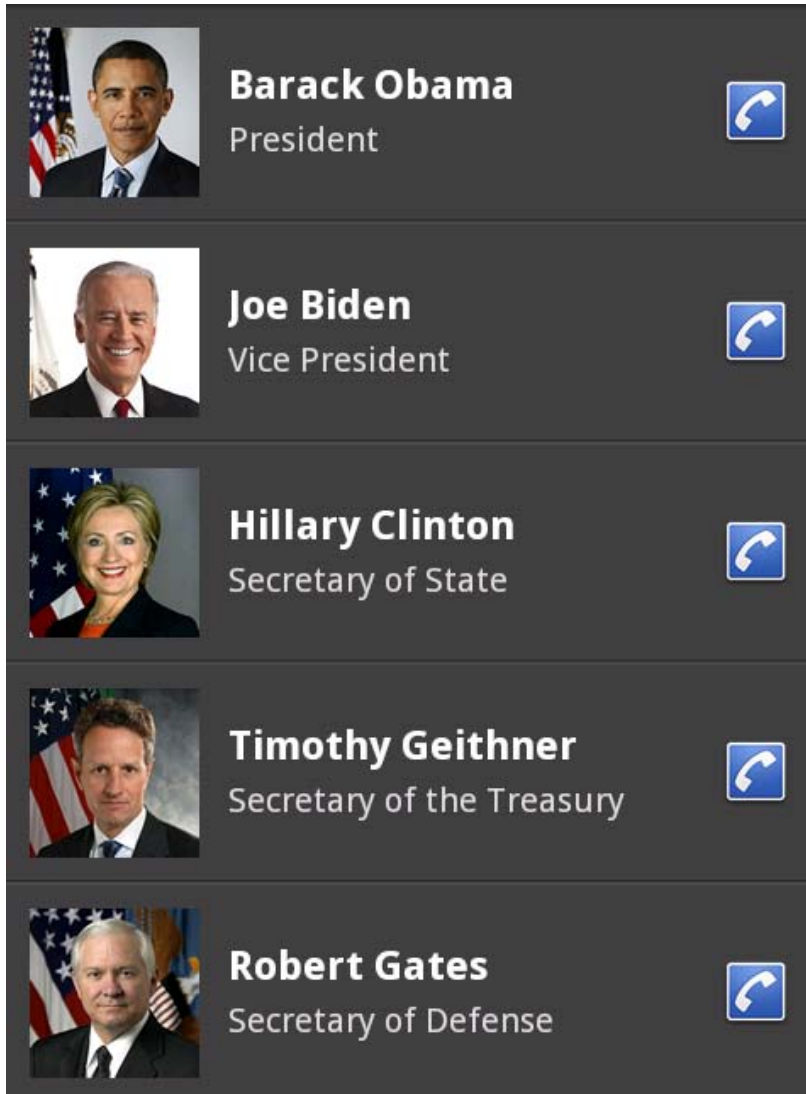 Barack Obama
President
Joe Biden
Vice President
Hillary Clinton
Secretary of State
Timothy Geithner
Secretary of the Treasury
Robert Gates
Secretary of Defense